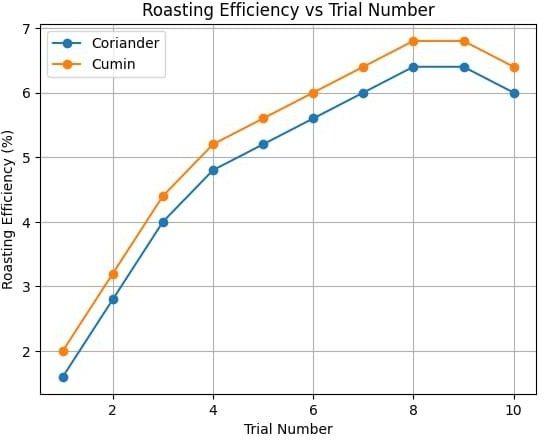 Roasting Efficiency vs Trial Number
Coriander
Cumin
Roasting Efficiency (%)
7
6
5
4
3
2
2
4
6
8
10
Trial Number